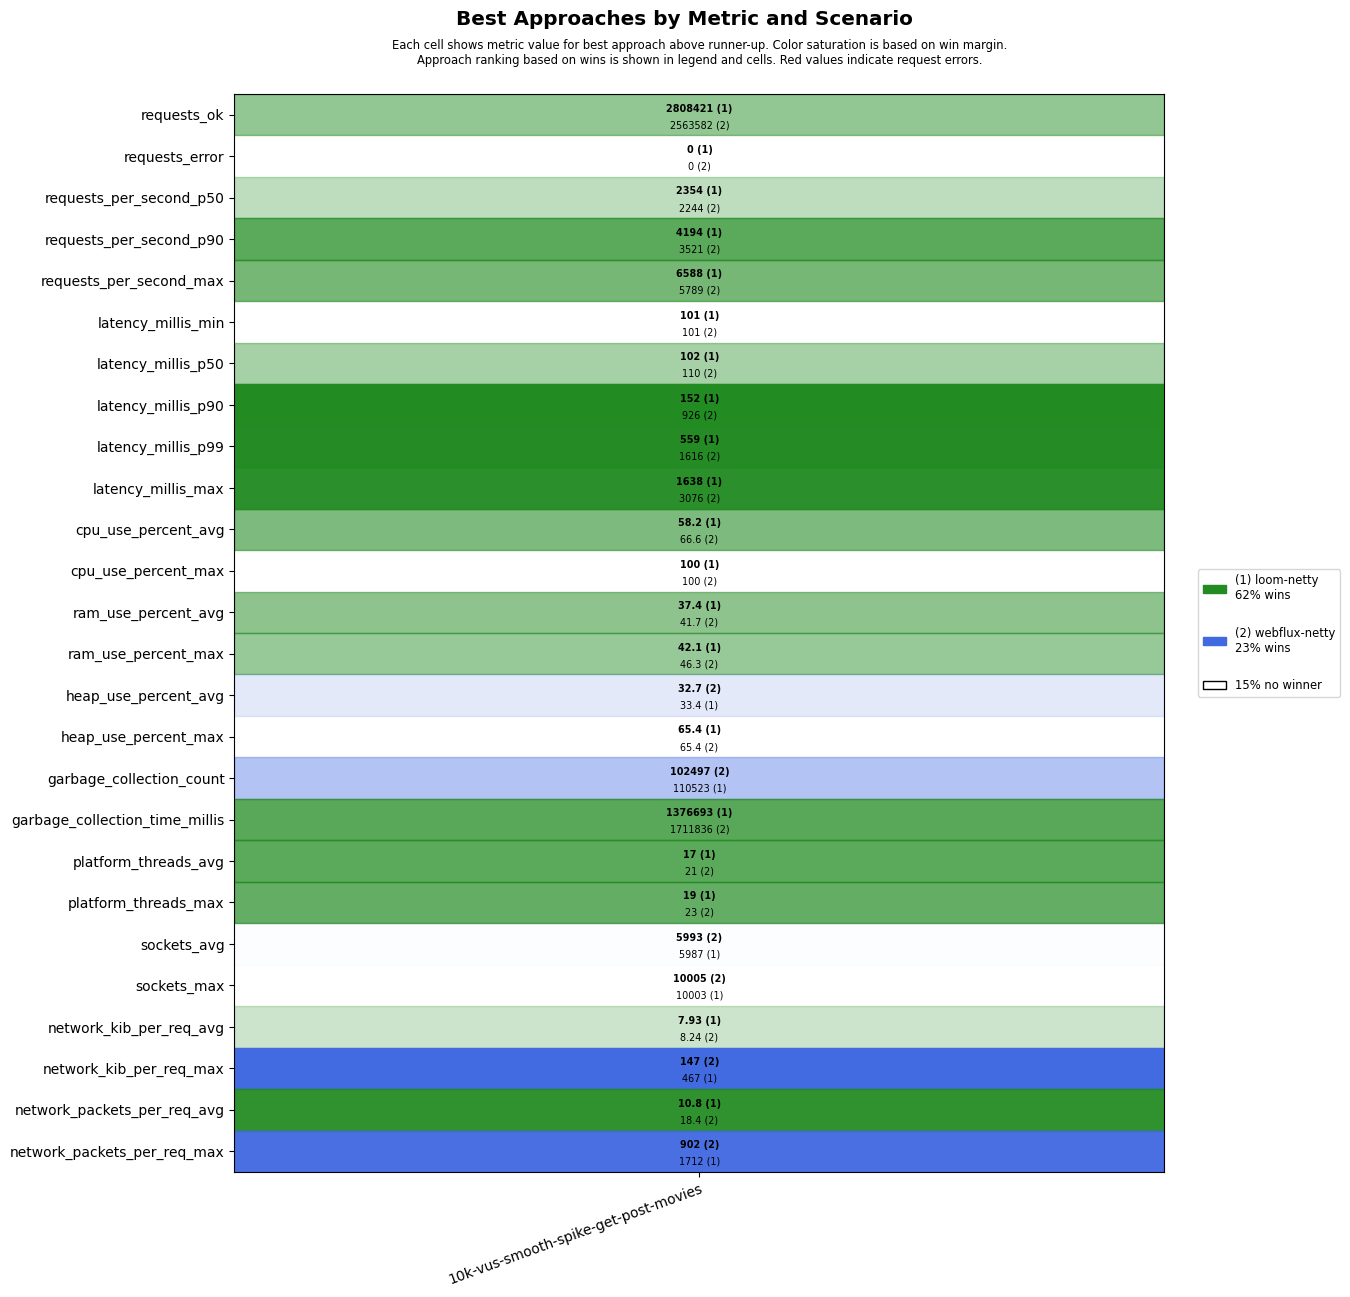 Best Approaches by Metric and Scenario
Each cell shows metric value for best approach above runner-up. Color saturation is based on win margin.
Approach ranking based on wins is shown in legend and cells. Red values indicate request errors.
requests_ok
2808421 (1)
2563582 (2)
requests_error
0 (1)
0 (2)
requests_per_second_p50
2354 (1)
2244 (2)
requests_per_second_p90
4194 (1)
3521 (2)
requests_per_second_max
6588 (1)
5789 (2)
latency_millis_min
101 (1)
101 (2)
latency_millis_p50
102 (1)
110 (2)
latency_millis_p90
152 (1)
926 (2)
latency_millis_p99
559 (1)
1616 (2)
latency_millis_max
1638 (1)
3076 (2)
cpu_use_percent_avg
58.2 (1)
66.6 (2)
cpu_use_percent_max
100 (1)
100 (2)
ram_use_percent_avg
37.4 (1)
41.7 (2)
ram_use_percent_max
42.1 (1)
46.3 (2)
heap_use_percent_avg
32.7 (2)
33.4 (1)
heap_use_percent_max
65.4 (1)
65.4 (2)
garbage_collection_count
102497 (2)
110523 (1)
garbage_collection_time_millis
1376693 (1)
1711836 (2)
platform_threads_avg
17 (1)
21 (2)
platform_threads_max
19 (1)
23 (2)
sockets_avg
5993 (2)
5987 (1)
sockets_max
10005 (2)
10003 (1)
network_kib_per_req_avg
7.93 (1)
8.24 (2)
network_kib_per_req_max
147 (2)
467 (1)
network_packets_per_req_avg
10.8 (1)
18.4 (2)
network_packets_per_req_max
902 (2)
1712 (1)
10k-vus-smooth-spike-get-post-movies
(1) loom-netty
62% wins
(2) webflux-netty
23% wins
15% no winner